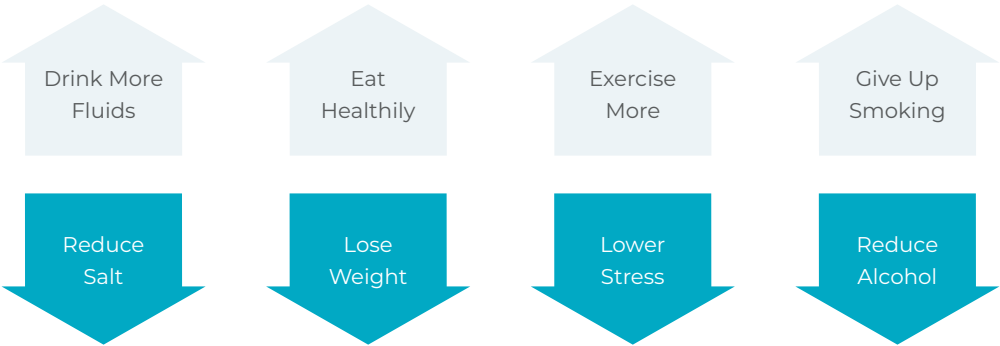 Drink More
Fluids
Eat
Healthily
Exercise
More
Give Up
Smoking
Reduce
Salt
Lose
Weight
Lower
Stress
Reduce
Alcohol